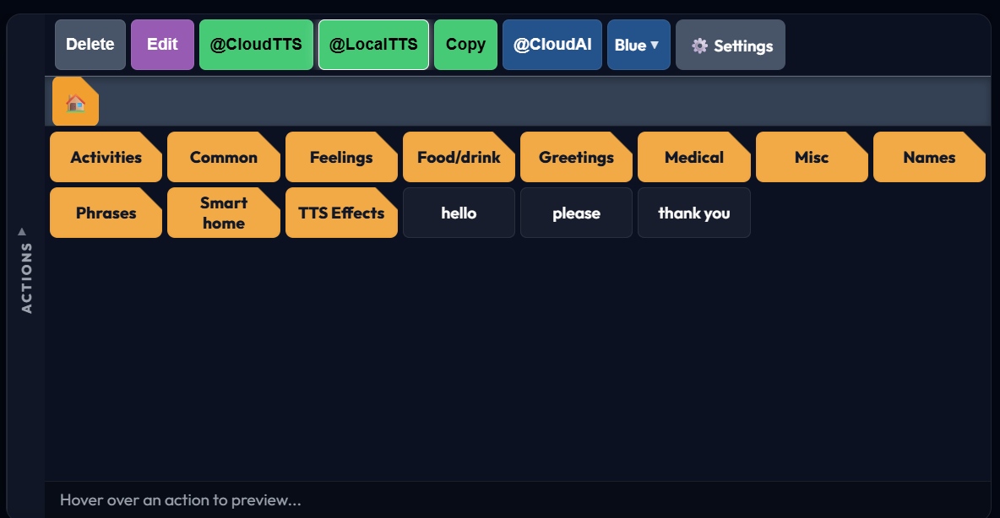 Delete Edit @CloudTTS @LocalTTS Copy @CloudAI Blue ▼ Settings
Activities Common Feelings Food/drink Greetings Medical Misc Names
Phrases Smart home TTS Effects hello please thank you
ACTIONS ▲
Hover over an action to preview...